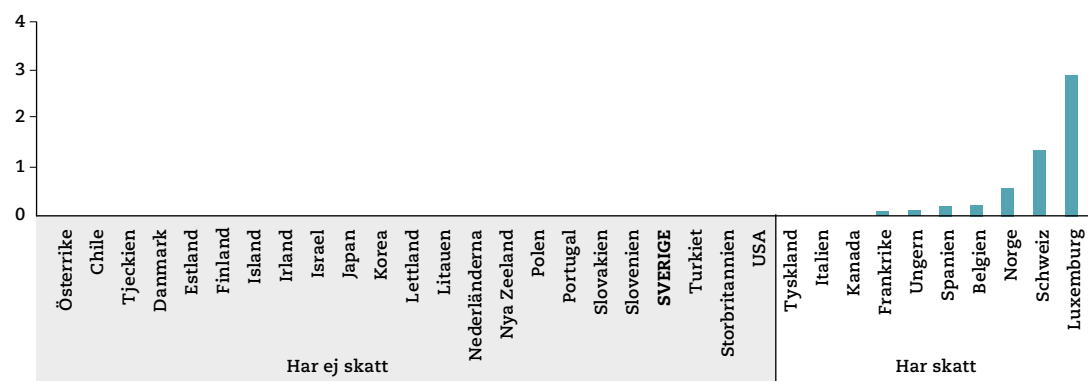 4
3
2
1
0
Österrike
Chile
Tjeckien
Danmark
Estland
Finland
Island
Irland
Israel
Japan
Korea
Lettland
Litauen
Nederländerna
Nya Zeeland
Polen
Portugal
Slovakien
Slovenien
SVERIGE
Turkiet
Storbritannien
USA
Tyskland
Italien
Kanada
Frankrike
Ungern
Spanien
Belgien
Norge
Schweiz
Luxemburg
Har ej skatt
Har skatt